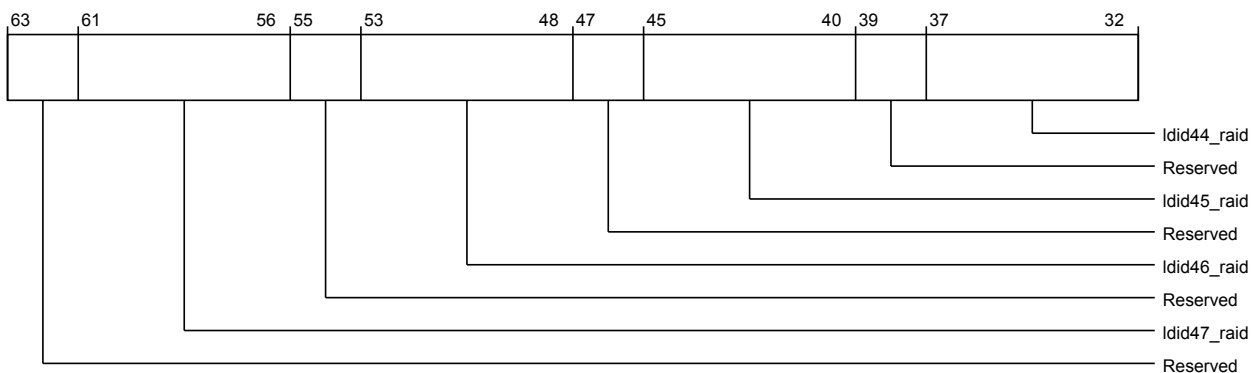 63 61 56 55 53 48 47 45 40 39 37 32
ldid44_raid
Reserved
ldid45_raid
Reserved
ldid46_raid
Reserved
ldid47_raid
Reserved